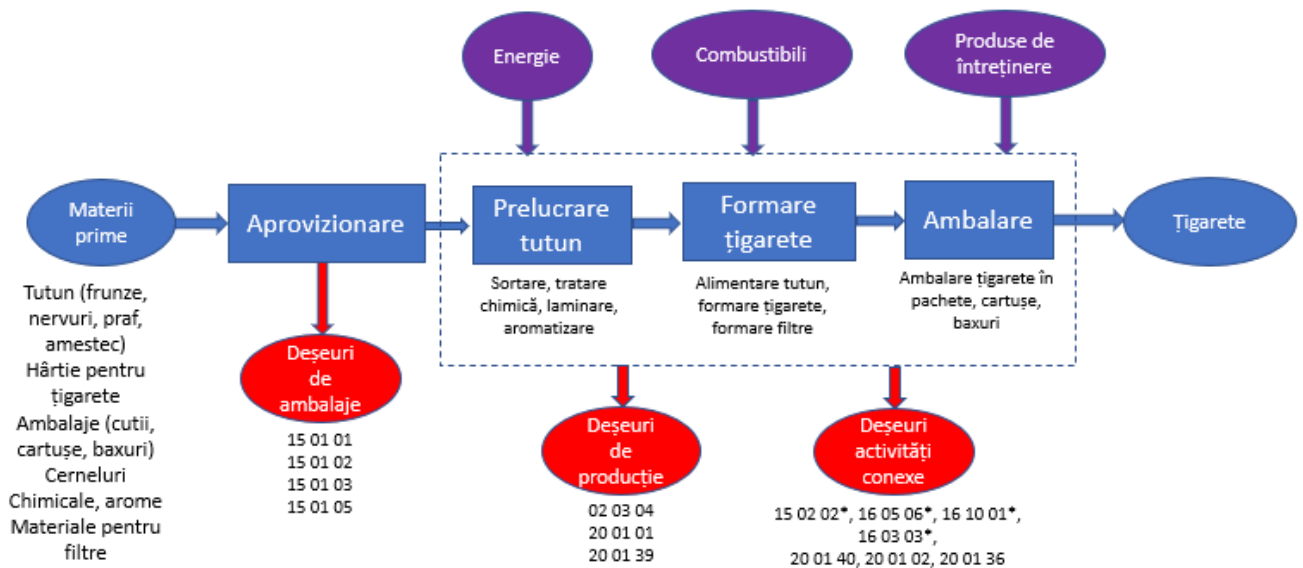 Energie
Combustibili
Produse de
întreținere
Materii
prime
Aprovizionare
Prelucrare
tutun
Formare
țigarete
Ambalare
Țigarete
Tutun (frunze,
nervuri, praf,
amestec)
Hârtie pentru
țigarete
Ambalaje (cutii,
cartușe, baxuri)
Cerneluri
Chimicale, arome
Materiale pentru
filtre
Sortare, tratare
chimică, laminare,
aromatizare
Alimentare tutun,
formare țigarete,
formare filtre
Ambalare țigarete în
pachete, cartușe,
baxuri
Deșeuri
de
ambalaje
15 01 01
15 01 02
15 01 03
15 01 05
Deșeuri
de
producție
02 03 04
20 01 01
20 01 39
Deșeuri
activități
conexe
15 02 02*, 16 05 06*, 16 10 01*,
16 03 03*,
20 01 40, 20 01 02, 20 01 36